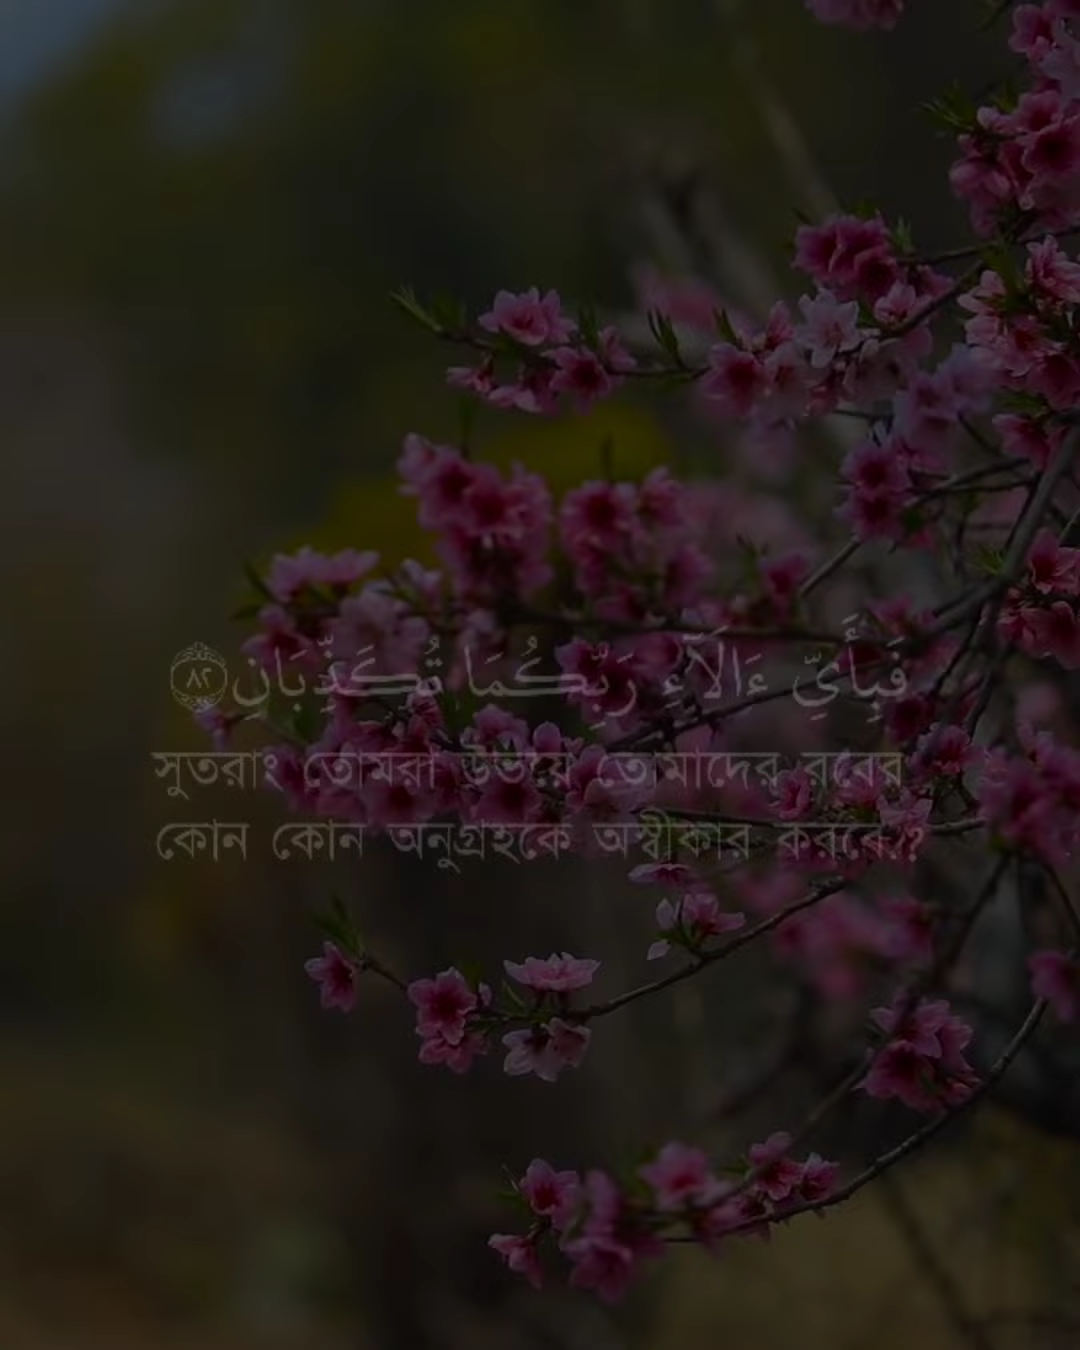 فَبِأَيِّ ءَالَآءِ رَبِّكُمَا تُكَذِّبَانِ ٨٢
সুতরাং তোমরা উভয়ে তোমাদের রবের
কোন কোন অনুগ্রহকে অস্বীকার করবে?